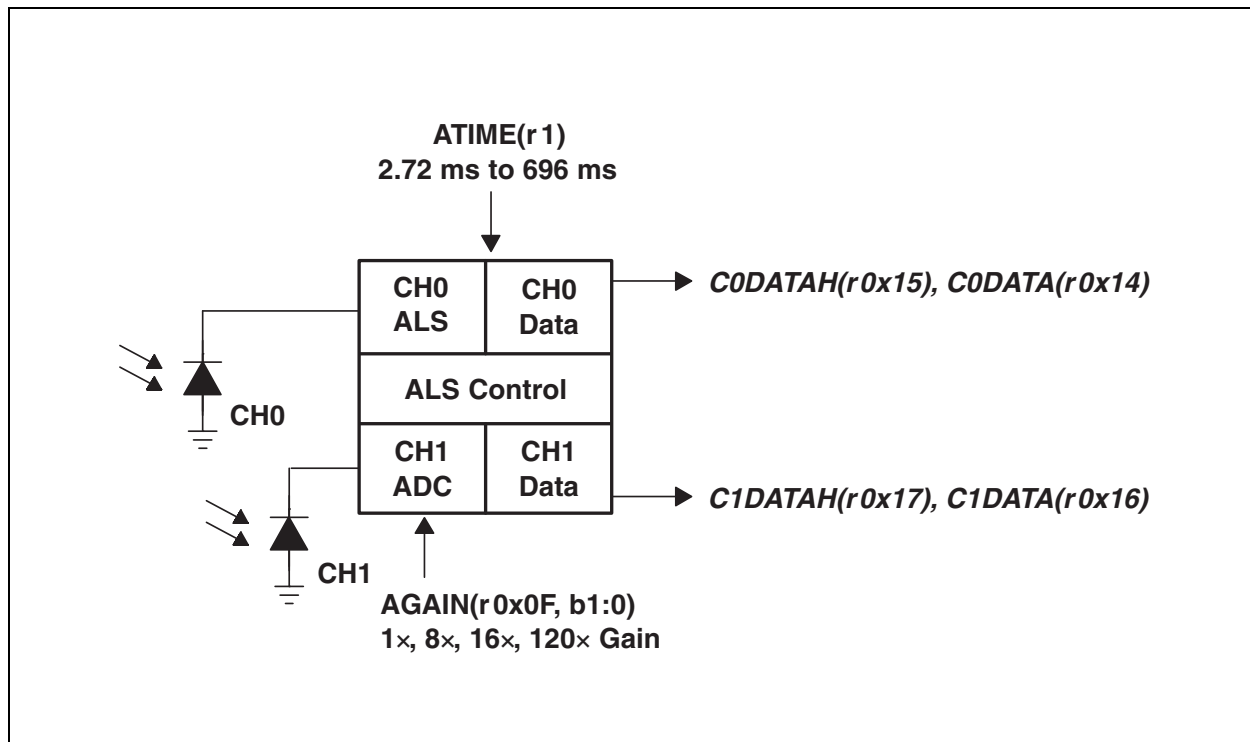 ATIME(r1)
2.72 ms to 696 ms
CH0
ALS
CH0
Data
C0DATAH(r0x15), C0DATA(r0x14)
ALS Control
CH0
CH1
ADC
CH1
Data
C1DATAH(r0x17), C1DATA(r0x16)
CH1
AGAIN(r0x0F, b1:0)
1×, 8×, 16×, 120× Gain